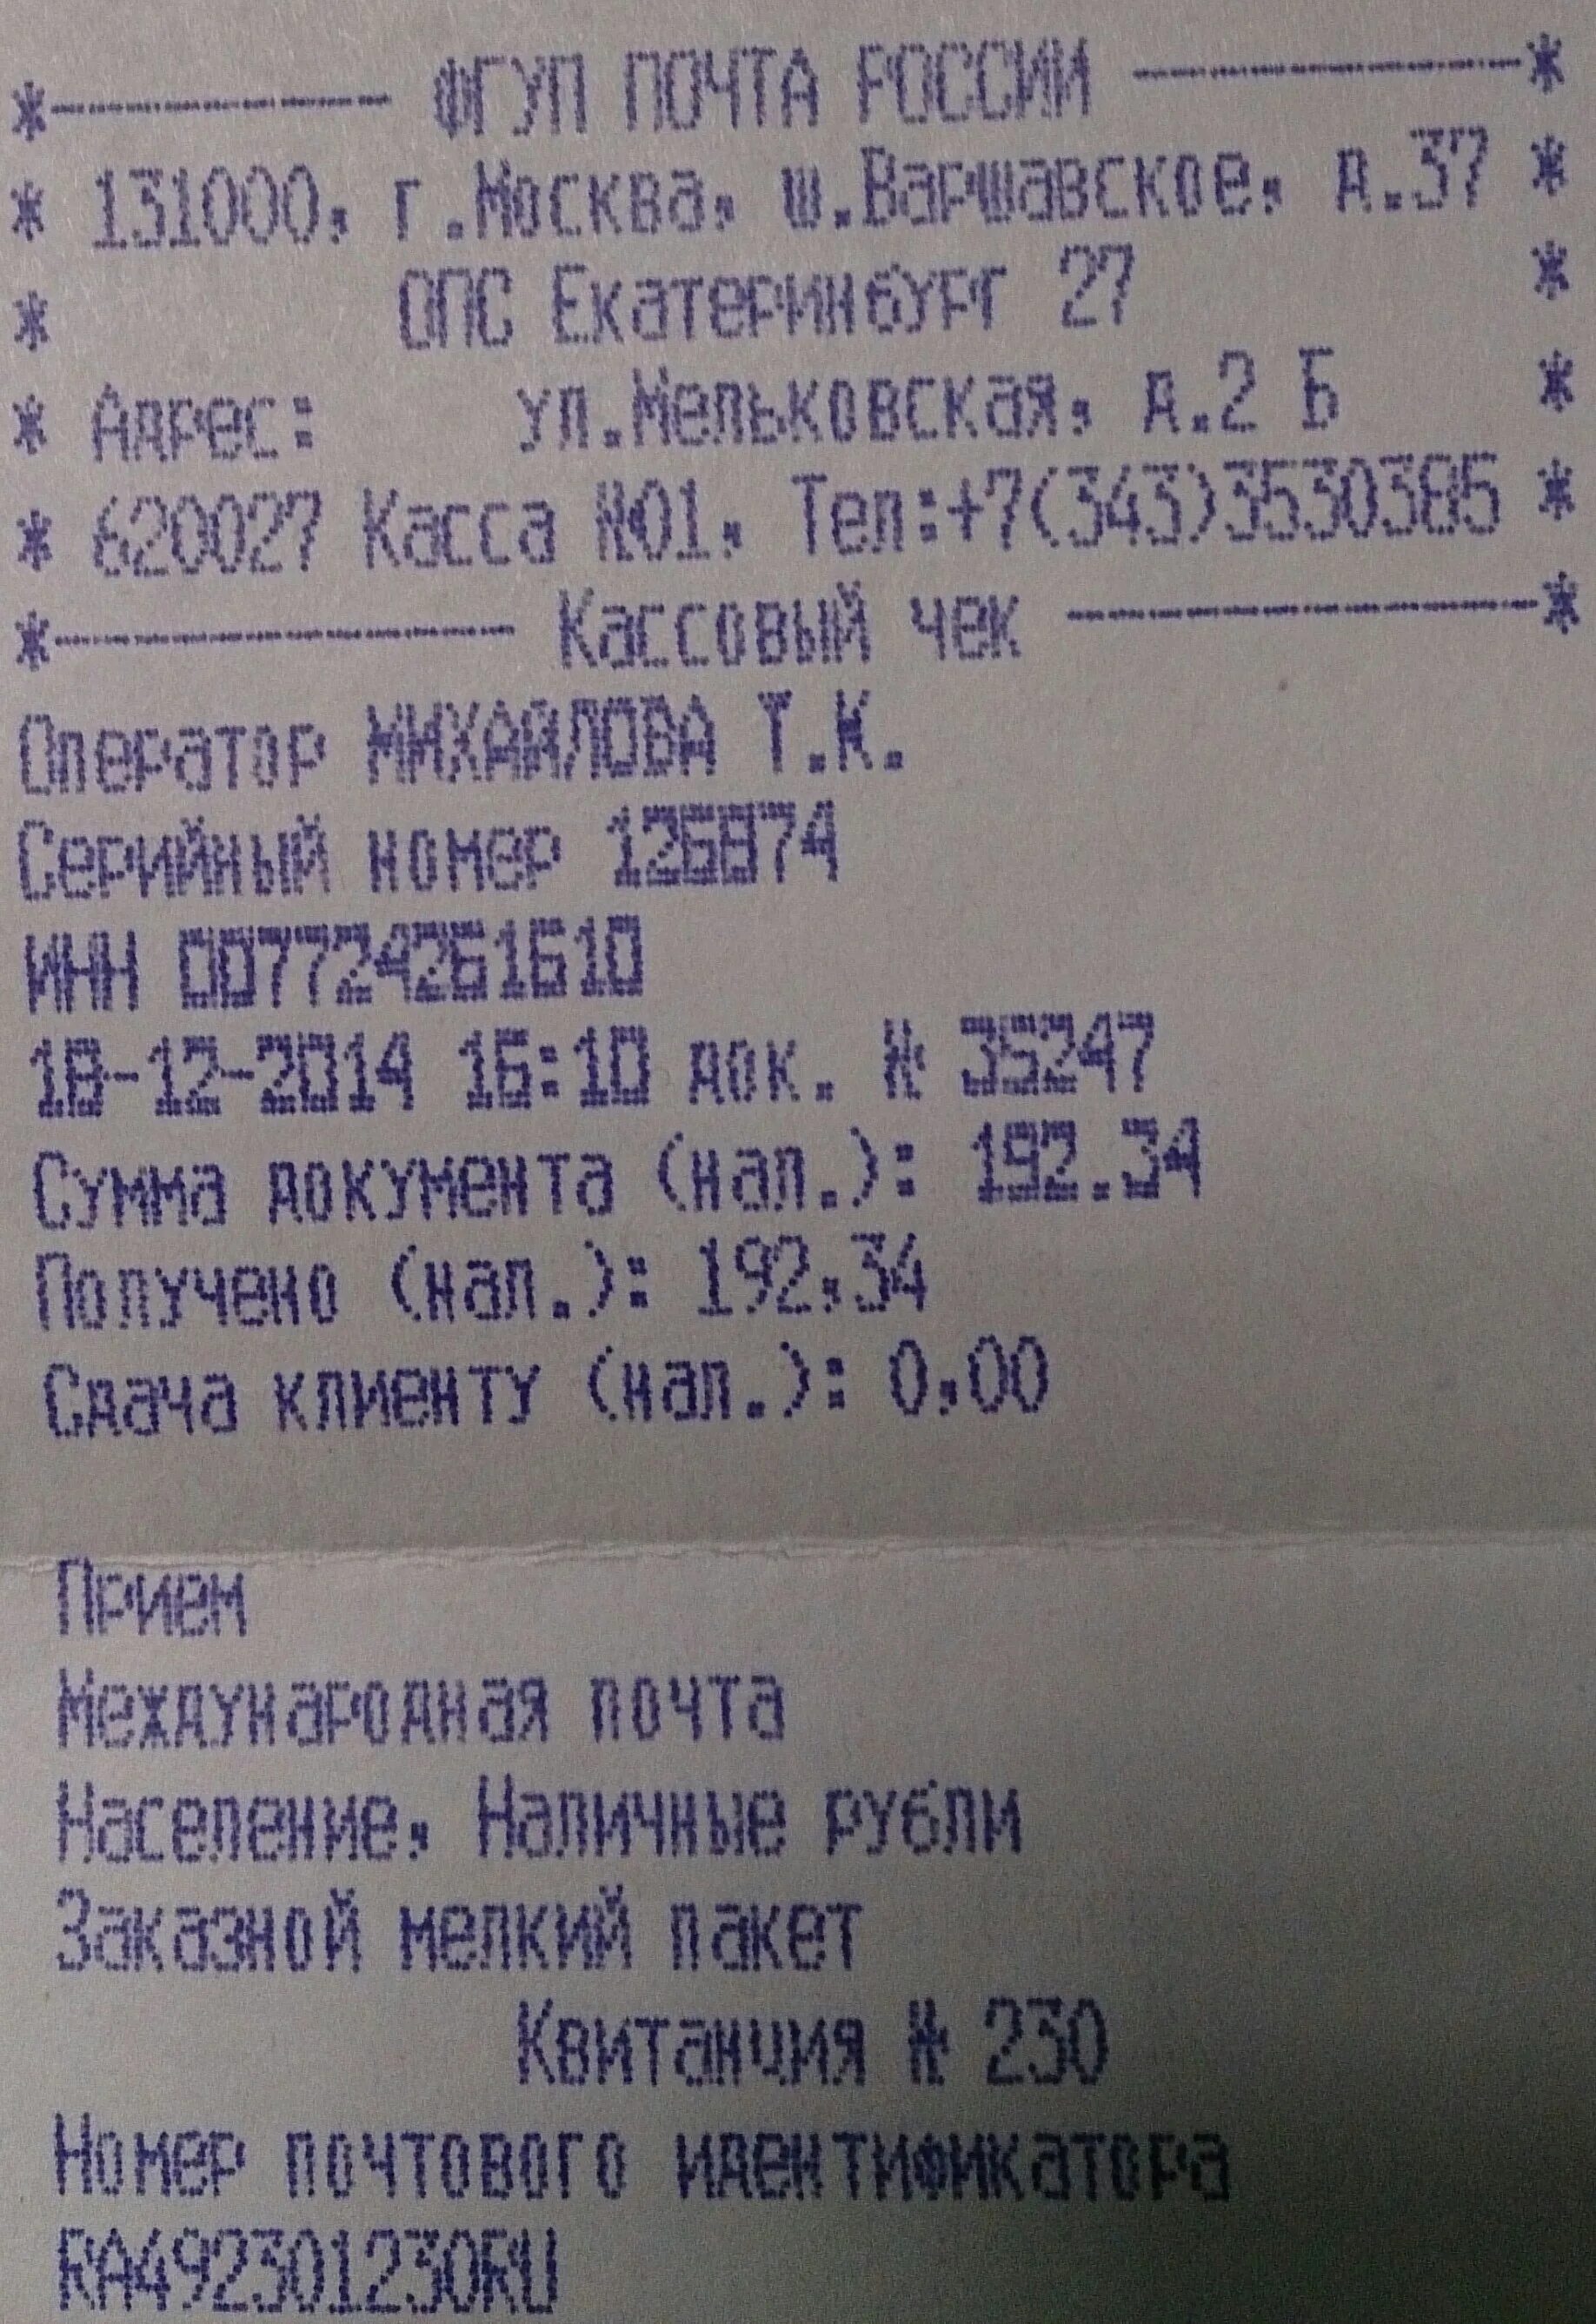 *---------- ФГУП ПОЧТА РОССИИ -----------*
* 131000, г.Москва, ш.Варшавское, д.37 *
* ОПС Екатеринбург 27 *
* Адрес: ул.Мельковская, д.2 Б *
* 620027 Касса №01, Тел:+7(343)3530385 *
*------------ Кассовый чек ------------*
Оператор МИХАЙЛОВА Т.К.
Серийный номер 126874
ИНН 007724261610
18-12-2014 16:10 док. № 35247
Сумма документа (нал.): 192.34
Получено (нал.): 192,34
Сдача клиенту (нал.): 0,00
Прием
Международная почта
Население, Наличные рубли
Заказной мелкий пакет
Квитанция № 230
Номер почтового идентификатора
RA492301230RU